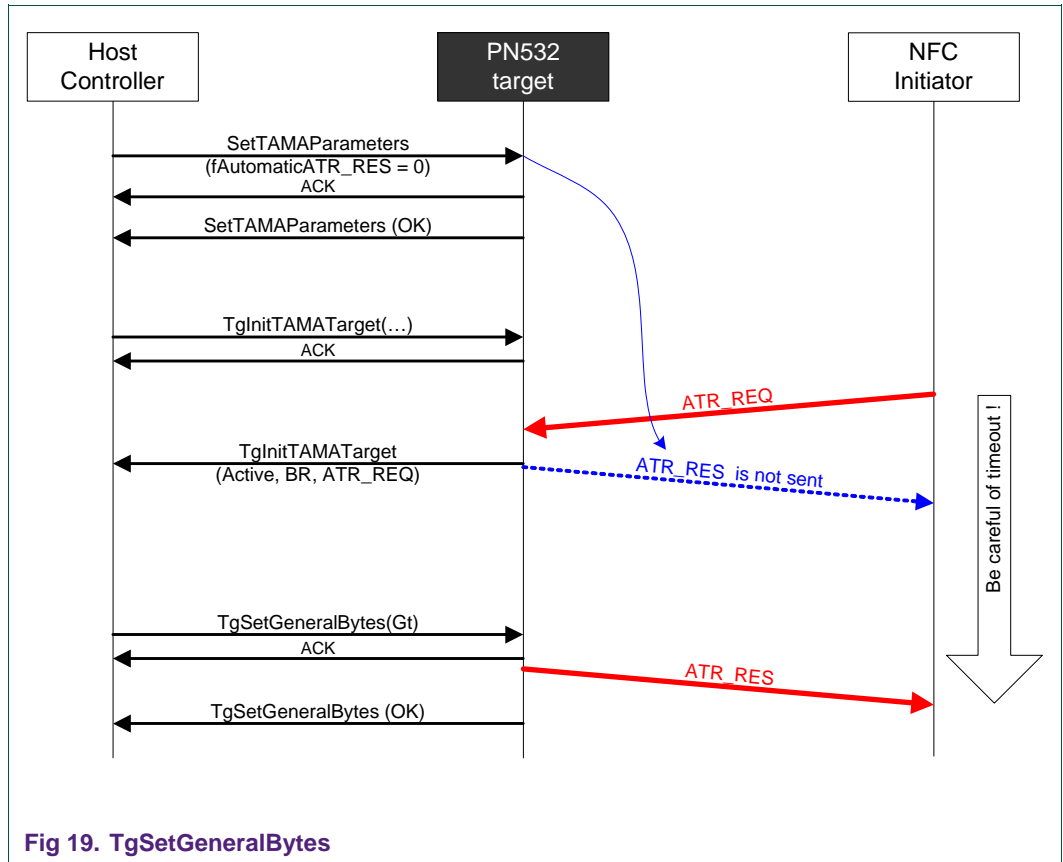 Host
Controller
PN532
target
NFC
Initiator
SetTAMAParameters
(fAutomaticATR_RES = 0)
ACK
SetTAMAParameters (OK)
TgInitTAMATarget(…)
ACK
ATR_REQ
TgInitTAMATarget
(Active, BR, ATR_REQ)
ATR_RES is not sent
Be careful of timeout !
TgSetGeneralBytes(Gt)
ACK
ATR_RES
TgSetGeneralBytes (OK)
Fig 19. TgSetGeneralBytes